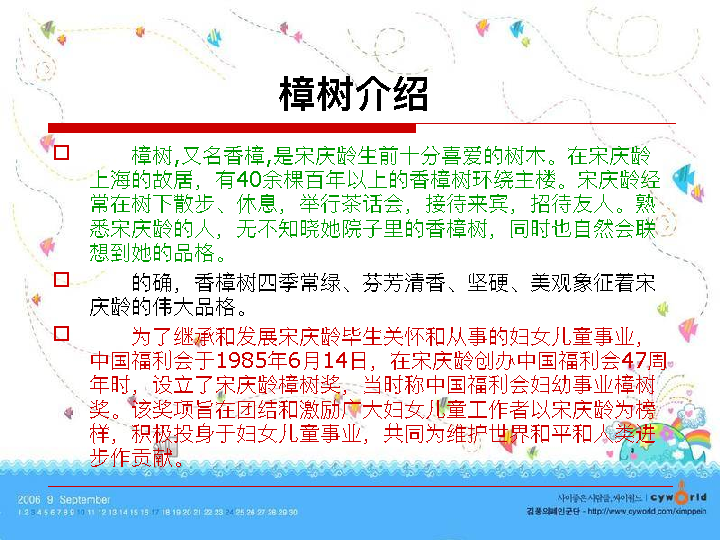 樟树介绍
樟树,又名香樟,是宋庆龄生前十分喜爱的树木。在宋庆龄
上海的故居，有40余棵百年以上的香樟树环绕主楼。宋庆龄经
常在树下散步、休息，举行茶话会，接待来宾，招待友人。熟
悉宋庆龄的人，无不知晓她院子里的香樟树，同时也自然会联
想到她的品格。
的确，香樟树四季常绿、芬芳清香、坚硬、美观象征着宋
庆龄的伟大品格。
为了继承和发展宋庆龄毕生关怀和从事的妇女儿童事业，
中国福利会于1985年6月14日，在宋庆龄创办中国福利会47周
年时，设立了宋庆龄樟树奖，当时称中国福利会妇幼事业樟树
奖。该奖项旨在团结和激励广大妇女儿童工作者以宋庆龄为榜
样，积极投身于妇女儿童事业，共同为维护世界和平和人类进
步作贡献。
2006 9 September
1 2 3 4 5 6 7 8 9 10 11 12 13 14 15 16 17 18 19 20 21 22 23 24 25 26 27 28 29 30
사이좋은 사람들, 싸이월드 | cyworld
http://www.cyworld.com/ximppein